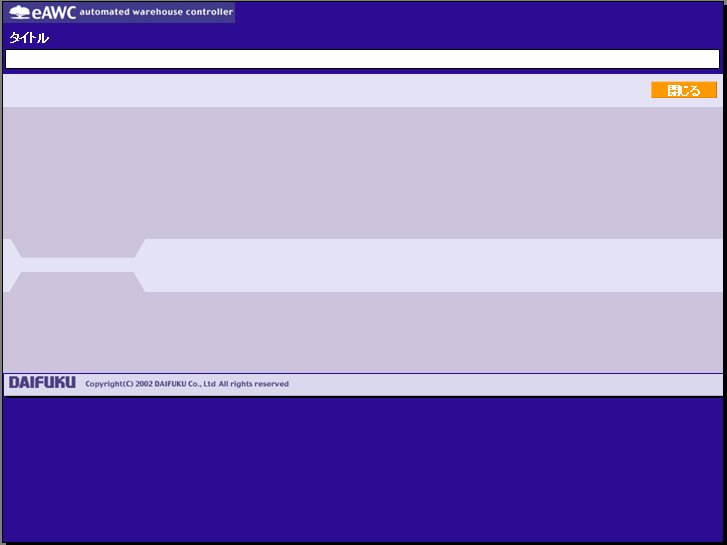 eAWC automated warehouse controller
タイトル
閉じる
DAIFUKU Copyright(C) 2002 DAIFUKU Co., Ltd All rights reserved